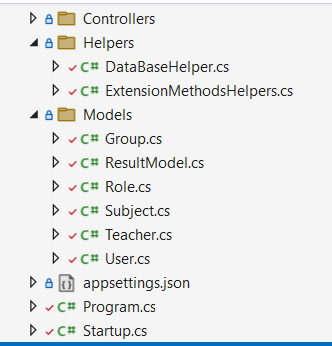 Controllers
Helpers
C# DataBaseHelper.cs
C# ExtensionMethodsHelpers.cs
Models
C# Group.cs
C# ResultModel.cs
C# Role.cs
C# Subject.cs
C# Teacher.cs
C# User.cs
appsettings.json
C# Program.cs
C# Startup.cs